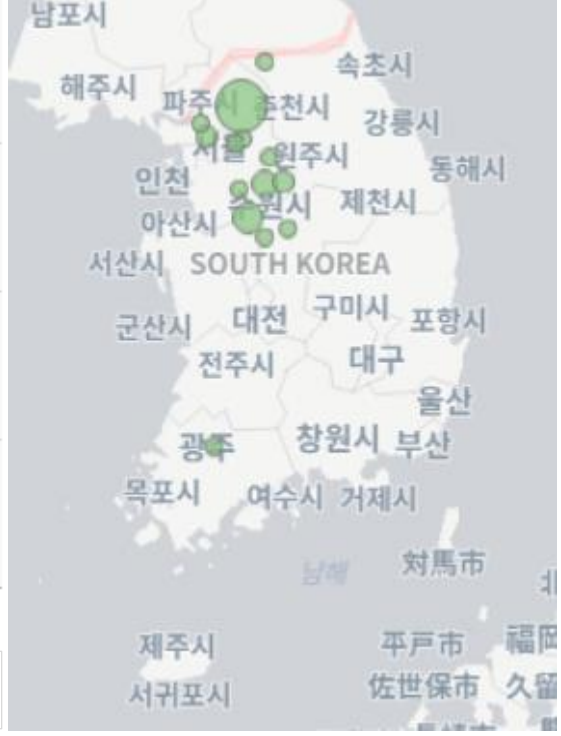 남포시
속초시
해주시
파주시
춘천시
강릉시
서울
원주시
동해시
인천
수원시
제천시
아산시
서산시
SOUTH KOREA
군산시
대전
구미시
포항시
전주시
대구
울산
광주
창원시
부산
목포시
여수시
거제시
남해
対馬市
北
제주시
平戸市
福岡
서귀포시
佐世保市
久留